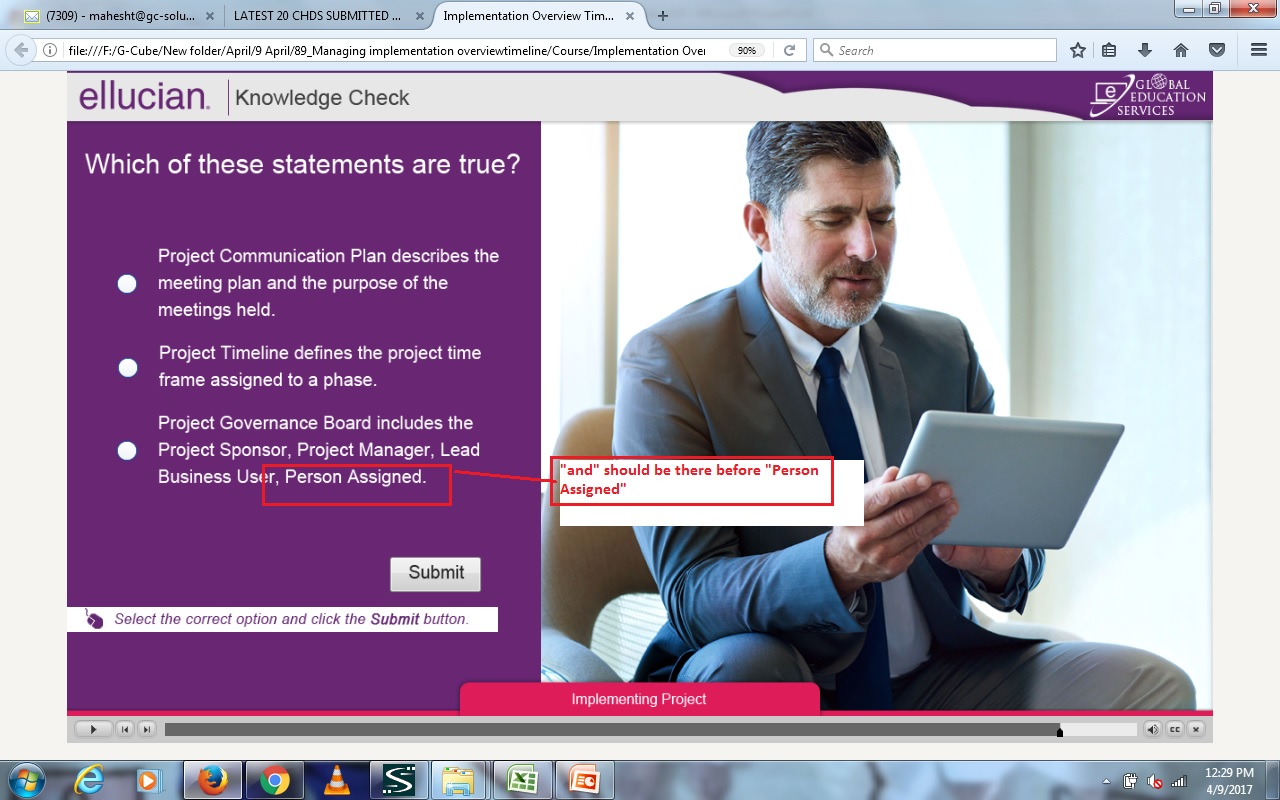 (7309) - mahesht@gc-solu...
LATEST 20 CHDS SUBMITTED ...
Implementation Overview Tim...
file:///F:/G-Cube/New folder/April/9 April/89_Managing implementation overviewtimeline/Course/Implementation Over
90%
Search
ellucian.
Knowledge Check
GLOBAL
EDUCATION
SERVICES
Which of these statements are true?
Project Communication Plan describes the
meeting plan and the purpose of the
meetings held.
Project Timeline defines the project time
frame assigned to a phase.
Project Governance Board includes the
Project Sponsor, Project Manager, Lead
Business User, Person Assigned.
"and" should be there before "Person
Assigned"
Submit
Select the correct option and click the Submit button.
Implementing Project
CC
12:29 PM
4/9/2017